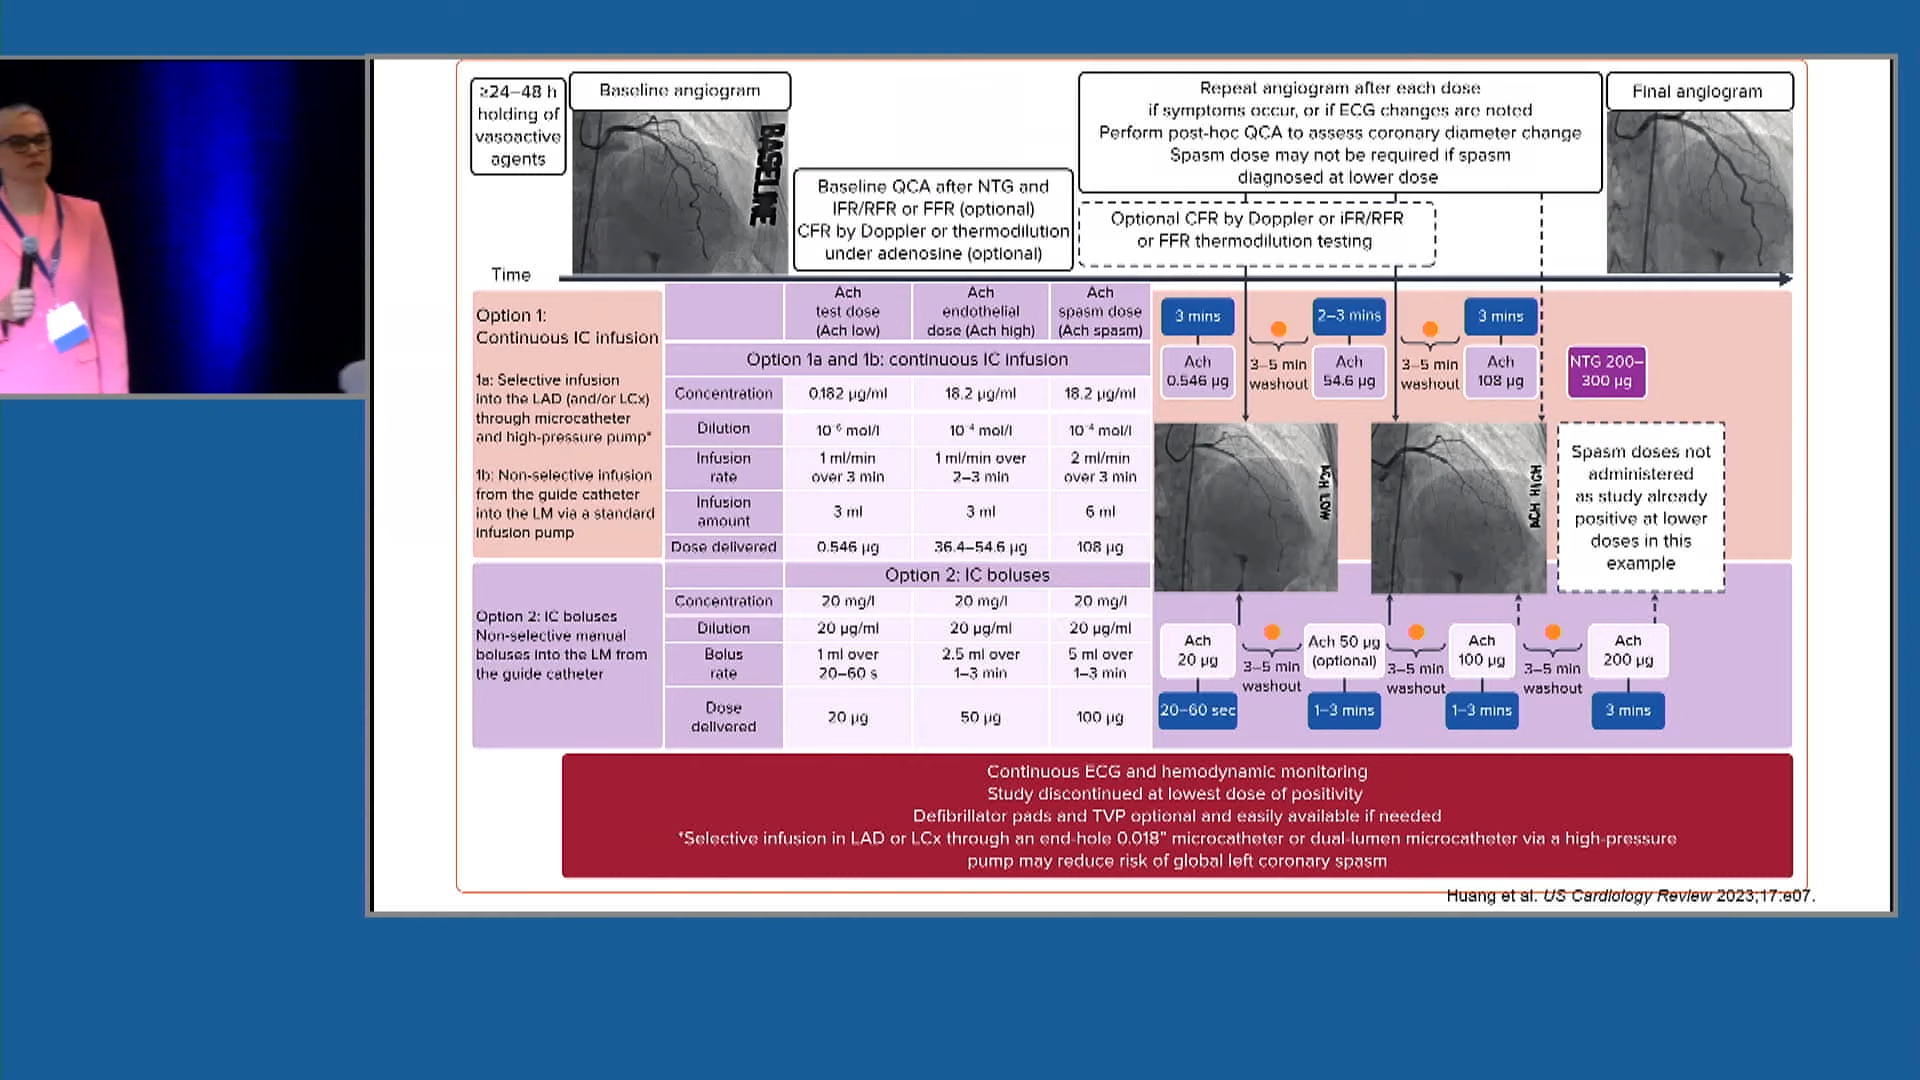 ≥24–48 h
holding of
vasoactive
agents
Baseline angiogram
BASELINE
Baseline QCA after NTG and
IFR/RFR or FFR (optional)
CFR by Doppler or thermodilution
under adenosine (optional)
Repeat angiogram after each dose
if symptoms occur, or if ECG changes are noted
Perform post-hoc QCA to assess coronary diameter change
Spasm dose may not be required if spasm
diagnosed at lower dose
Optional CFR by Doppler or iFR/RFR
or FFR thermodilution testing
Final angiogram
Time
Option 1:
Continuous IC infusion
1a: Selective infusion
into the LAD (and/or LCx)
through microcatheter
and high-pressure pump*
1b: Non-selective infusion
from the guide catheter
into the LM via a standard
infusion pump
Ach
test dose
(Ach low)
Ach
endothelial
dose (Ach high)
Ach
spasm dose
(Ach spasm)
Option 1a and 1b: continuous IC infusion
Concentration 0.182 µg/ml 18.2 µg/ml 18.2 µg/ml
Dilution 10⁻⁶ mol/l 10⁻⁴ mol/l 10⁻⁴ mol/l
Infusion
rate
1 ml/min
over 3 min
1 ml/min over
2–3 min
2 ml/min
over 3 min
Infusion
amount
3 ml 3 ml 6 ml
Dose delivered 0.546 µg 36.4–54.6 µg 108 µg
3 mins
Ach
0.546 µg
3–5 min
washout
2–3 mins
Ach
54.6 µg
3–5 min
washout
3 mins
Ach
108 µg
NTG 200–
300 µg
ACH LOW
ACH HIGH
Spasm doses not
administered
as study already
positive at lower
doses in this
example
Option 2: IC boluses
Non-selective manual
boluses into the LM from
the guide catheter
Option 2: IC boluses
Concentration 20 mg/l 20 mg/l 20 mg/l
Dilution 20 µg/ml 20 µg/ml 20 µg/ml
Bolus
rate
1 ml over
20–60 s
2.5 ml over
1–3 min
5 ml over
1–3 min
Dose
delivered
20 µg 50 µg 100 µg
Ach
20 µg
20–60 sec
3–5 min
washout
Ach 50 µg
(optional)
1–3 mins
3–5 min
washout
Ach
100 µg
1–3 mins
3–5 min
washout
Ach
200 µg
3 mins
Continuous ECG and hemodynamic monitoring
Study discontinued at lowest dose of positivity
Defibrillator pads and TVP optional and easily available if needed
*Selective infusion in LAD or LCx through an end-hole 0.018" microcatheter or dual-lumen microcatheter via a high-pressure
pump may reduce risk of global left coronary spasm
Huang et al. US Cardiology Review 2023;17:e07.